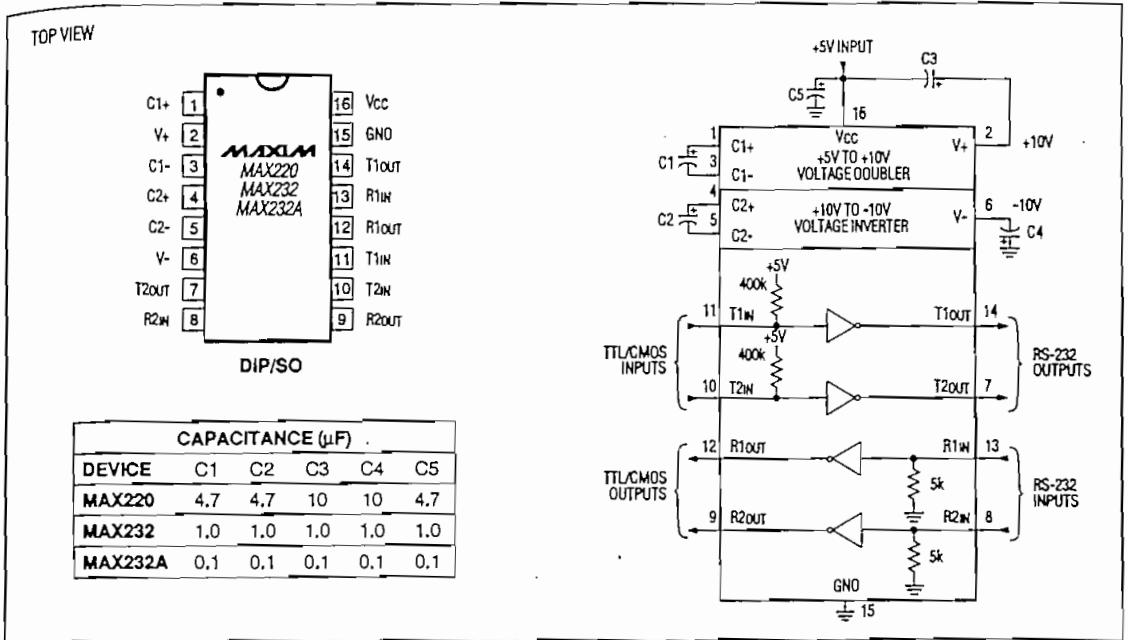 TOP VIEW
C1+ 1
V+ 2
C1- 3
C2+ 4
C2- 5
V- 6
T2OUT 7
R2IN 8
MAXIM
MAX220
MAX232
MAX232A
16 VCC
15 GND
14 T1OUT
13 R1IN
12 R1OUT
11 T1IN
10 T2IN
9 R2OUT
DIP/SO
CAPACITANCE (µF)
DEVICE C1 C2 C3 C4 C5
MAX220 4.7 4.7 10 10 4.7
MAX232 1.0 1.0 1.0 1.0 1.0
MAX232A 0.1 0.1 0.1 0.1 0.1
+5V INPUT
C3
C5
16
VCC
1 C1+
C1
3 C1-
+5V TO +10V
VOLTAGE DOUBLER
V+ 2 +10V
4 C2+
C2
5 C2-
+10V TO -10V
VOLTAGE INVERTER
V- 6 -10V
C4
+5V
400k
11 T1IN T1OUT 14
+5V
400k
TTL/CMOS
INPUTS
RS-232
OUTPUTS
10 T2IN T2OUT 7
12 R1OUT R1IN 13
5k
TTL/CMOS
OUTPUTS
RS-232
INPUTS
9 R2OUT R2IN 8
5k
GND
15